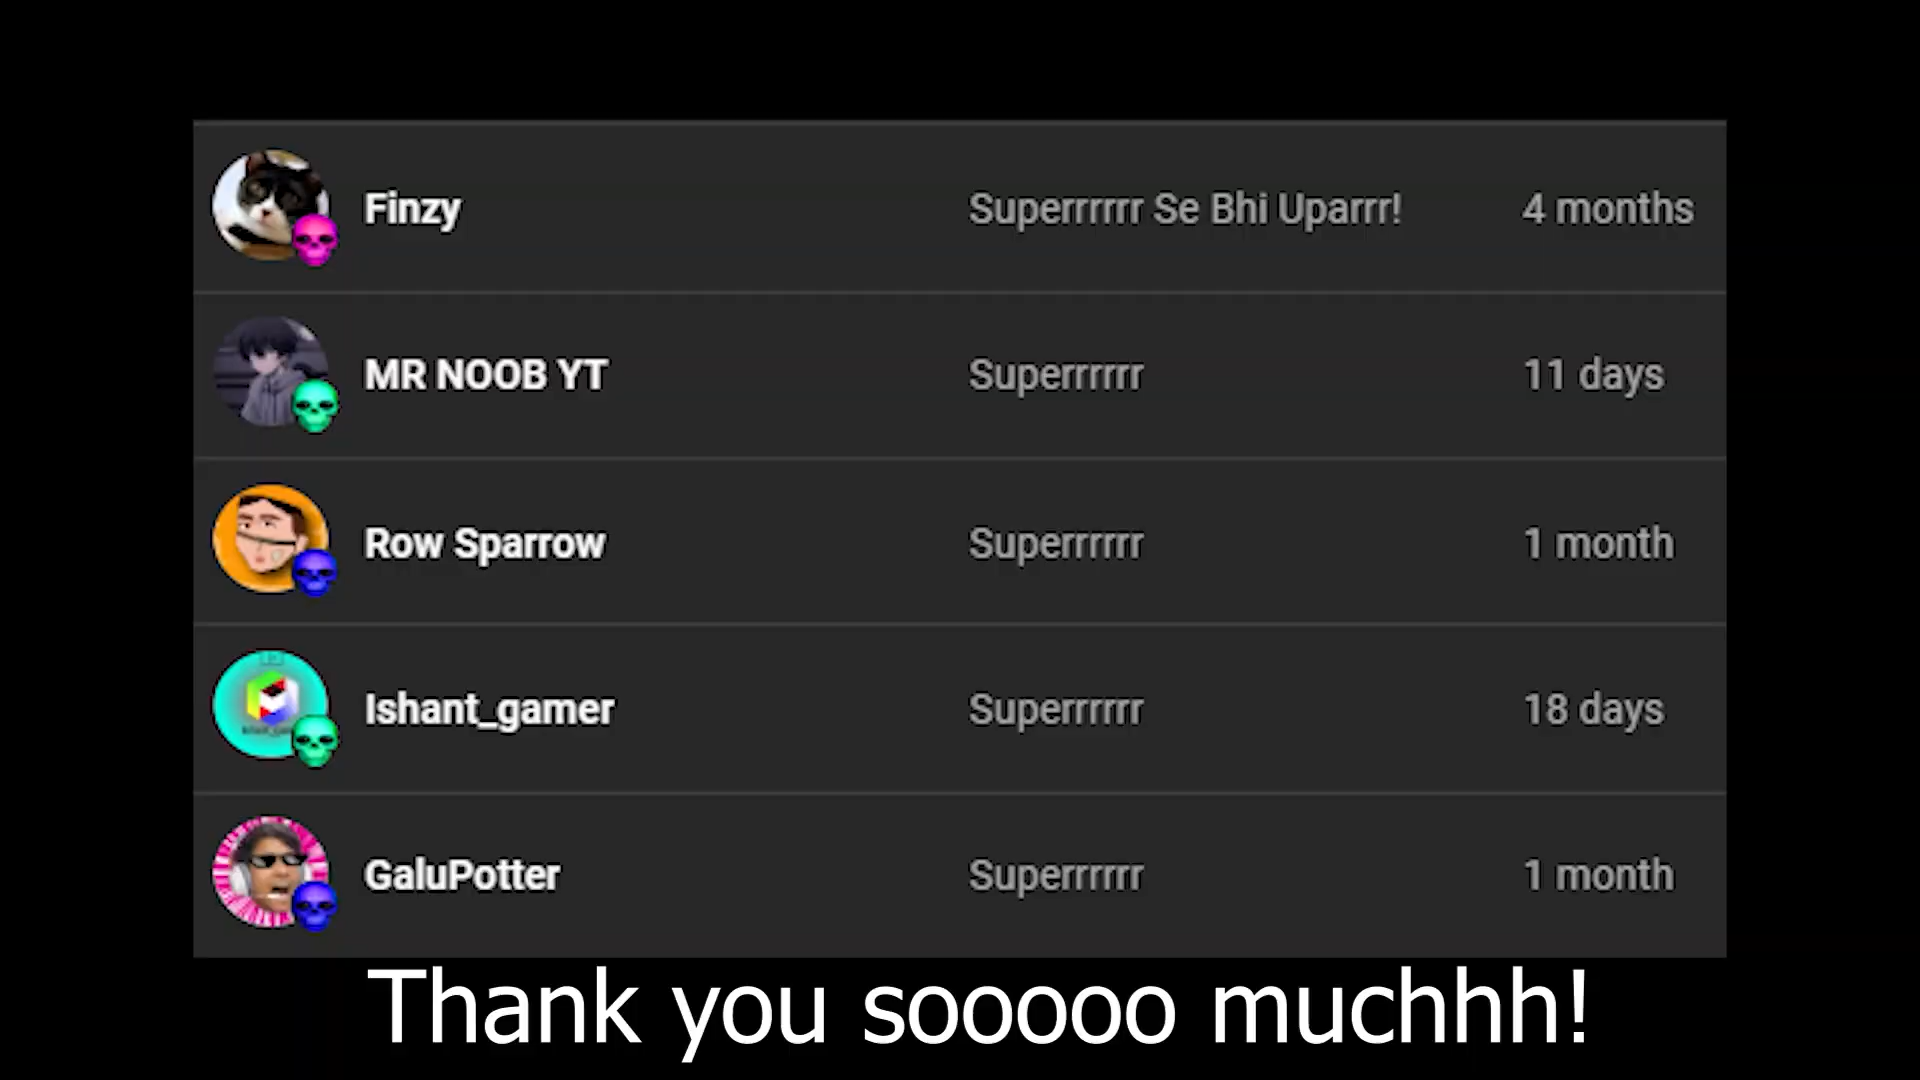 Finzy Superrrrrr Se Bhi Uparrr! 4 months
MR NOOB YT Superrrrrr 11 days
Row Sparrow Superrrrrr 1 month
Ishant_gamer Superrrrrr 18 days
GaluPotter Superrrrrr 1 month
Thank you sooooo muchhh!